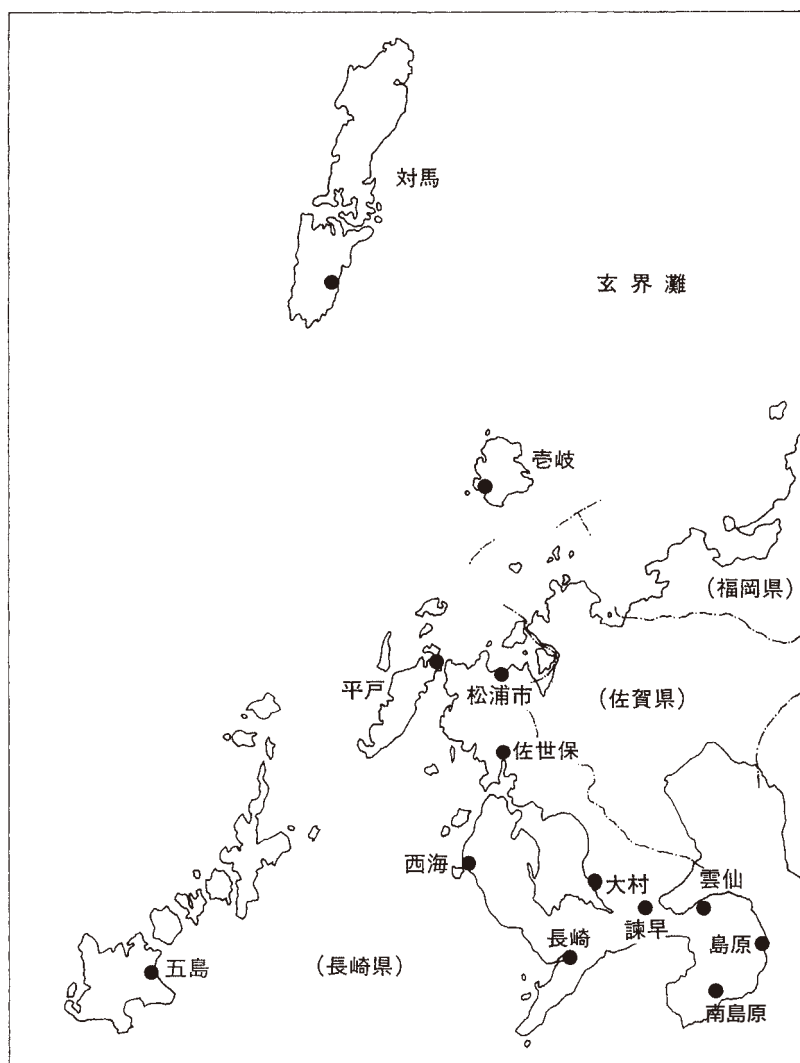 対馬
玄界灘
壱岐
(福岡県)
平戸
松浦市
(佐賀県)
佐世保
西海
大村
雲仙
諫早
長崎
島原
五島
(長崎県)
南島原